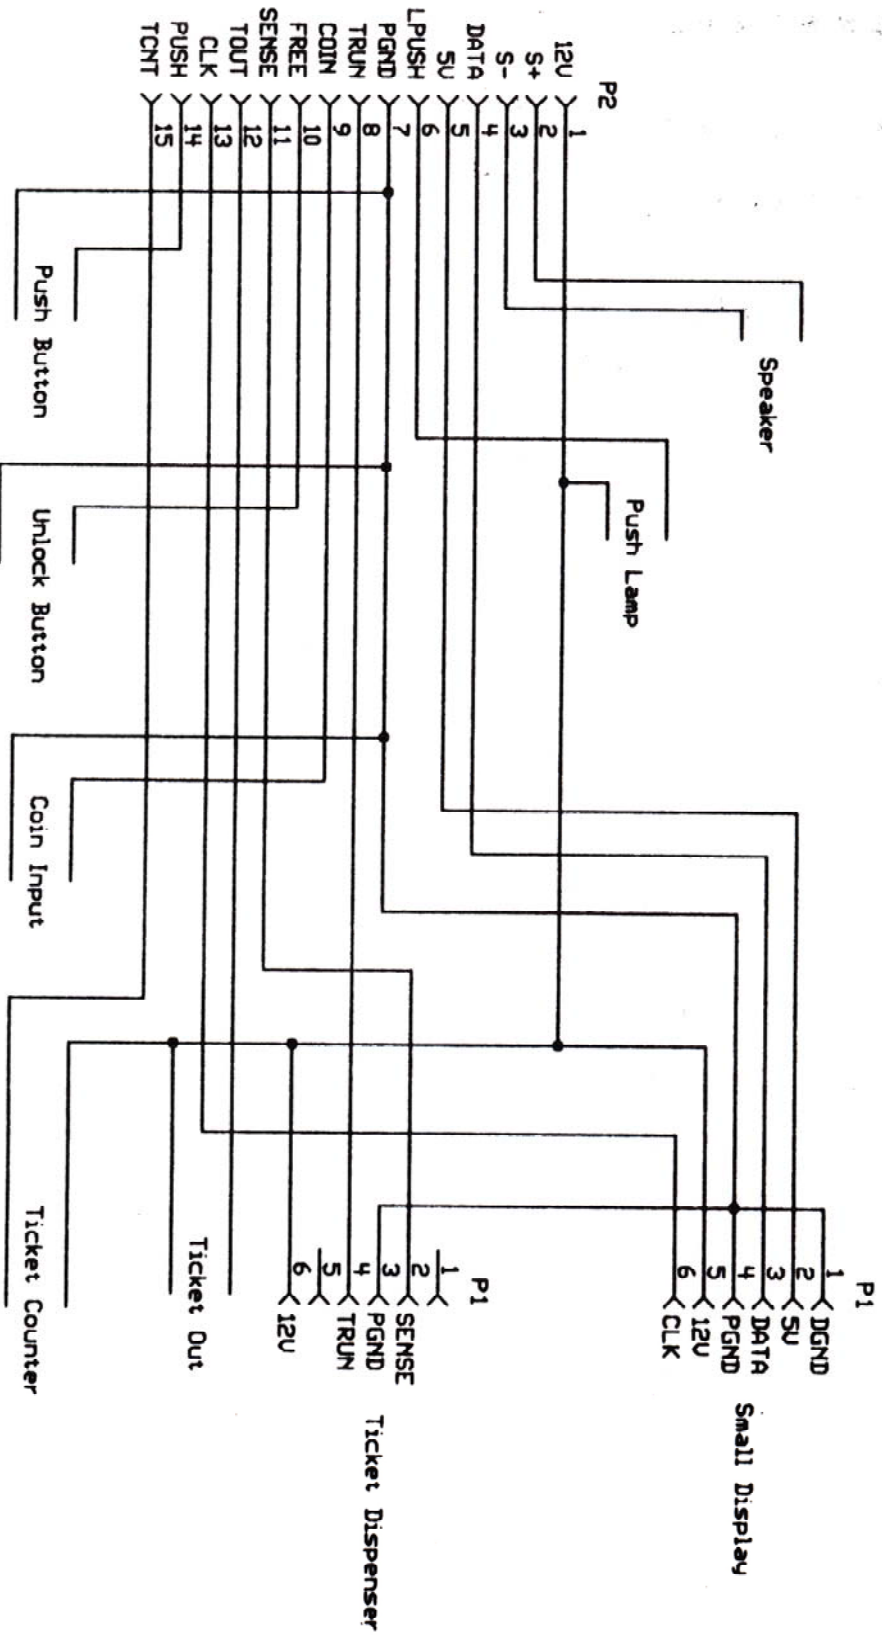 P2
12V 1
S+ 2
S- 3
DATA 4
5V 5
LPUSH 6
PGND 7
TRUN 8
COIN 9
FREE 10
SENSE 11
TOUT 12
CLK 13
PUSH 14
TCNT 15
Speaker
Push Lamp
Push Button
Unlock Button
Coin Input
Ticket Counter
Ticket Out
P1
1 DGND
2 5V
3 DATA
4 PGND
5 12V
6 CLK
Small Display
P1
1
2 SENSE
3 PGND
4 TRUN
5
6 12V
Ticket Dispenser